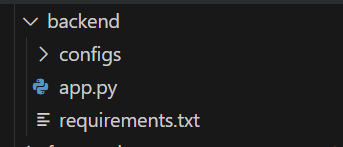 backend
configs
app.py
requirements.txt